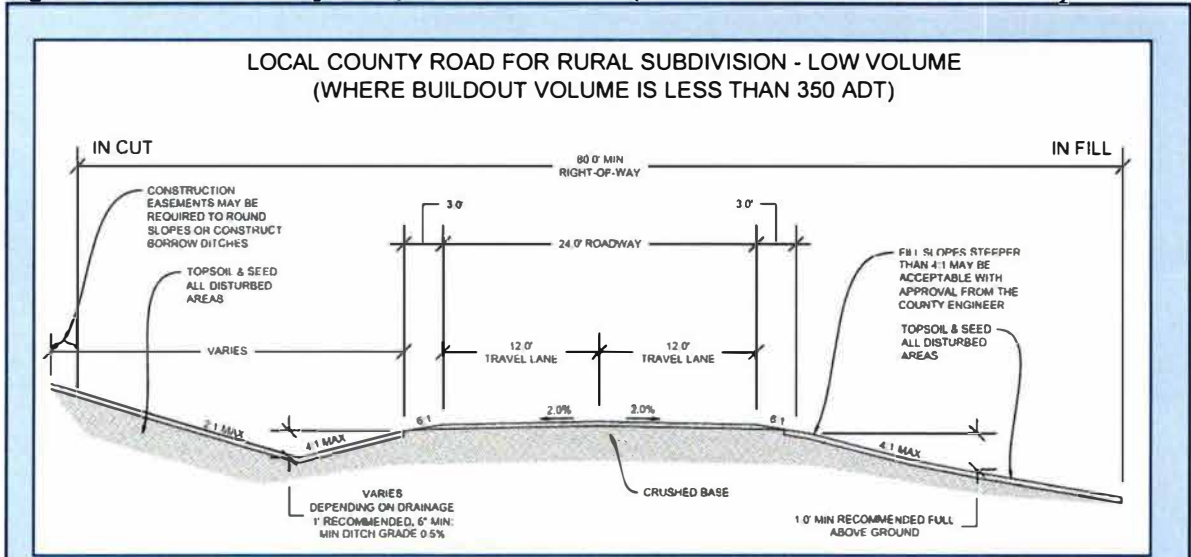 LOCAL COUNTY ROAD FOR RURAL SUBDIVISION - LOW VOLUME
(WHERE BUILDOUT VOLUME IS LESS THAN 350 ADT)
IN CUT
IN FILL
80.0' MIN
RIGHT-OF-WAY
CONSTRUCTION
EASEMENTS MAY BE
REQUIRED TO ROUND
SLOPES OR CONSTRUCT
BORROW DITCHES
3.0'
3.0'
24.0' ROADWAY
FILL SLOPES STEEPER
THAN 4:1 MAY BE
ACCEPTABLE WITH
APPROVAL FROM THE
COUNTY ENGINEER
TOPSOIL & SEED
ALL DISTURBED
AREAS
TOPSOIL & SEED
ALL DISTURBED
AREAS
VARIES
12.0'
TRAVEL LANE
12.0'
TRAVEL LANE
2:1 MAX
4:1 MAX
6:1
2.0%
2.0%
6:1
4:1 MAX
VARIES
DEPENDING ON DRAINAGE
1' RECOMMENDED, 6" MIN:
MIN DITCH GRADE 0.5%
CRUSHED BASE
1.0' MIN RECOMMENDED FULL
ABOVE GROUND